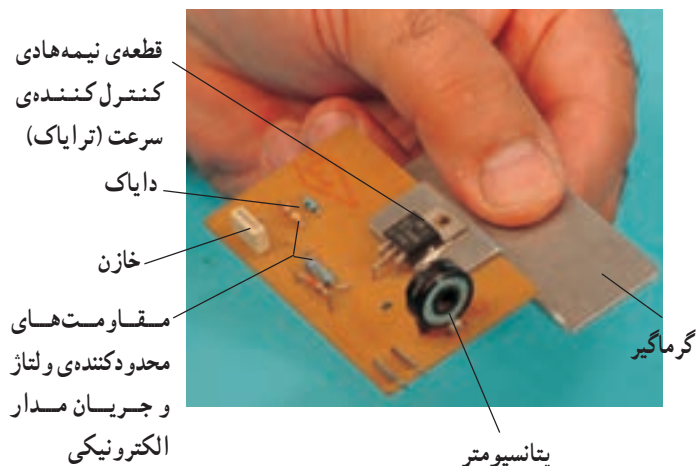 قطعه‌ی نیمه‌هادی
کنترل کننده‌ی
سرعت (ترایاک)
دایاک
خازن
مقاومت‌های
محدودکننده‌ی ولتاژ
و جریان مدار
الکترونیکی
گرماگیر
پتانسیومتر